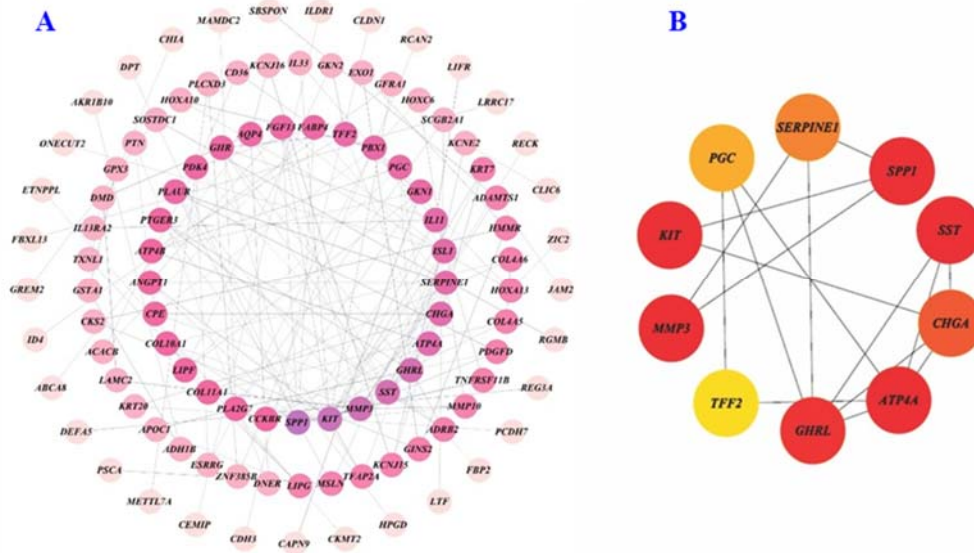 A
B
SBSPON
ILDR1
CLDN1
RCAN2
LIFR
LRRC17
RECK
CLIC6
ZIC2
JAM2
RGMB
REG3A
PCDH7
FBP2
LTF
HPGD
CKMT2
CAPN9
CDH3
CEMIP
METTL7A
PSCA
DEFA5
ABCA8
ID4
GREM2
FBXL13
ETNPPL
ONECUT2
AKR1B10
DPT
CHIA
MAMDC2
IL33
GKN2
EXO1
GFRA1
HOXC6
SCGB2A1
KCNE2
KRT7
ADAMTS1
HMMR
COL4A6
HOXA13
COL4A5
PDGFD
TNFRSF11B
MMP10
ADRB2
GINS2
KCNJ15
TFAP2A
MSLN
LIPG
DNER
ZNF385B
ESRRG
ADH1B
APOC1
KRT20
LAMC2
ACACB
CKS2
GSTA1
TXNL1
IL13RA2
DMD
GPX3
PTN
SOSTDC1
HOXA10
PLCXD3
CD36
KCNJ16
FGF13
FABP4
TFF2
PBX1
PGC
GKN1
IL11
ISL1
SERPINE1
CHGA
ATP4A
GHRL
SST
MMP3
KIT
SPP1
CCKBR
PLA2G7
COL11A1
LIPF
COL10A1
CPE
ANGPT1
ATP4B
PTGER3
PLAUR
PDK4
GHR
AQP4
SERPINE1
SPP1
SST
CHGA
ATP4A
GHRL
TFF2
MMP3
KIT
PGC